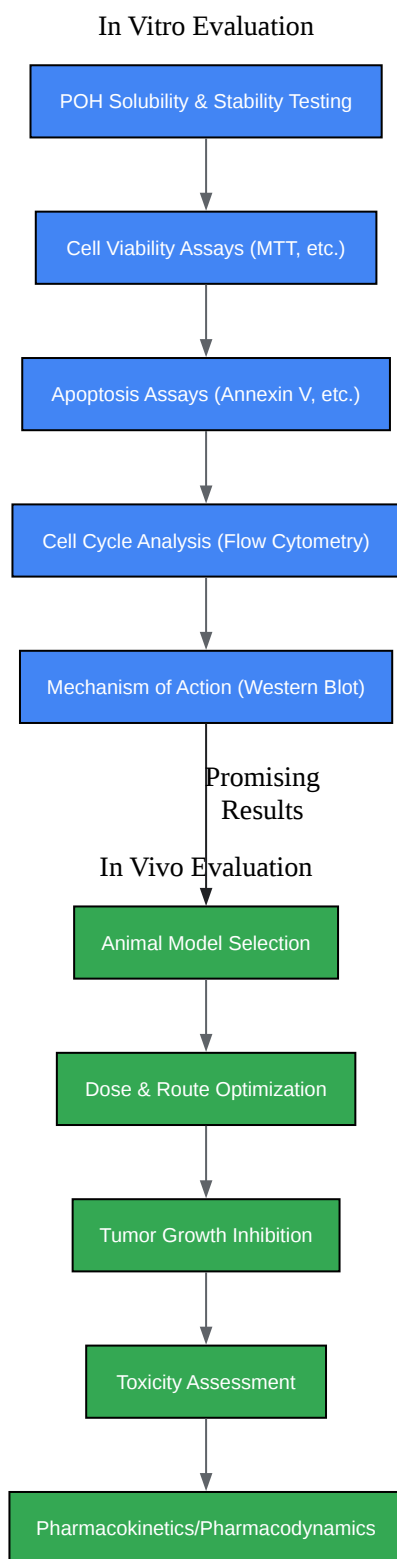 In Vitro Evaluation
POH Solubility & Stability Testing
Cell Viability Assays (MTT, etc.)
Apoptosis Assays (Annexin V, etc.)
Cell Cycle Analysis (Flow Cytometry)
Mechanism of Action (Western Blot)
Promising
Results
In Vivo Evaluation
Animal Model Selection
Dose & Route Optimization
Tumor Growth Inhibition
Toxicity Assessment
Pharmacokinetics/Pharmacodynamics